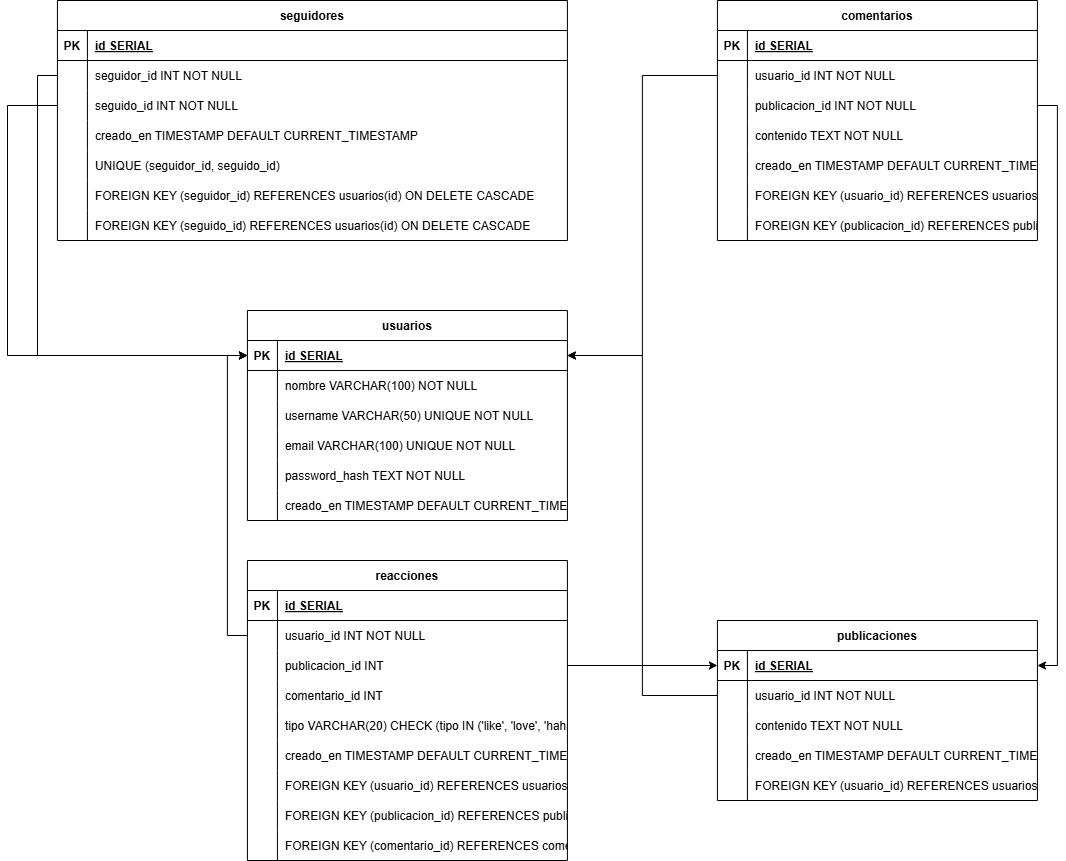 seguidores
PK id SERIAL
seguidor_id INT NOT NULL
seguido_id INT NOT NULL
creado_en TIMESTAMP DEFAULT CURRENT_TIMESTAMP
UNIQUE (seguidor_id, seguido_id)
FOREIGN KEY (seguidor_id) REFERENCES usuarios(id) ON DELETE CASCADE
FOREIGN KEY (seguido_id) REFERENCES usuarios(id) ON DELETE CASCADE
comentarios
PK id SERIAL
usuario_id INT NOT NULL
publicacion_id INT NOT NULL
contenido TEXT NOT NULL
creado_en TIMESTAMP DEFAULT CURRENT_TIME
FOREIGN KEY (usuario_id) REFERENCES usuarios
FOREIGN KEY (publicacion_id) REFERENCES publi
usuarios
PK id SERIAL
nombre VARCHAR(100) NOT NULL
username VARCHAR(50) UNIQUE NOT NULL
email VARCHAR(100) UNIQUE NOT NULL
password_hash TEXT NOT NULL
creado_en TIMESTAMP DEFAULT CURRENT_TIME
reacciones
PK id SERIAL
usuario_id INT NOT NULL
publicacion_id INT
comentario_id INT
tipo VARCHAR(20) CHECK (tipo IN ('like', 'love', 'hah
creado_en TIMESTAMP DEFAULT CURRENT_TIME
FOREIGN KEY (usuario_id) REFERENCES usuarios
FOREIGN KEY (publicacion_id) REFERENCES publi
FOREIGN KEY (comentario_id) REFERENCES come
publicaciones
PK id SERIAL
usuario_id INT NOT NULL
contenido TEXT NOT NULL
creado_en TIMESTAMP DEFAULT CURRENT_TIME
FOREIGN KEY (usuario_id) REFERENCES usuarios